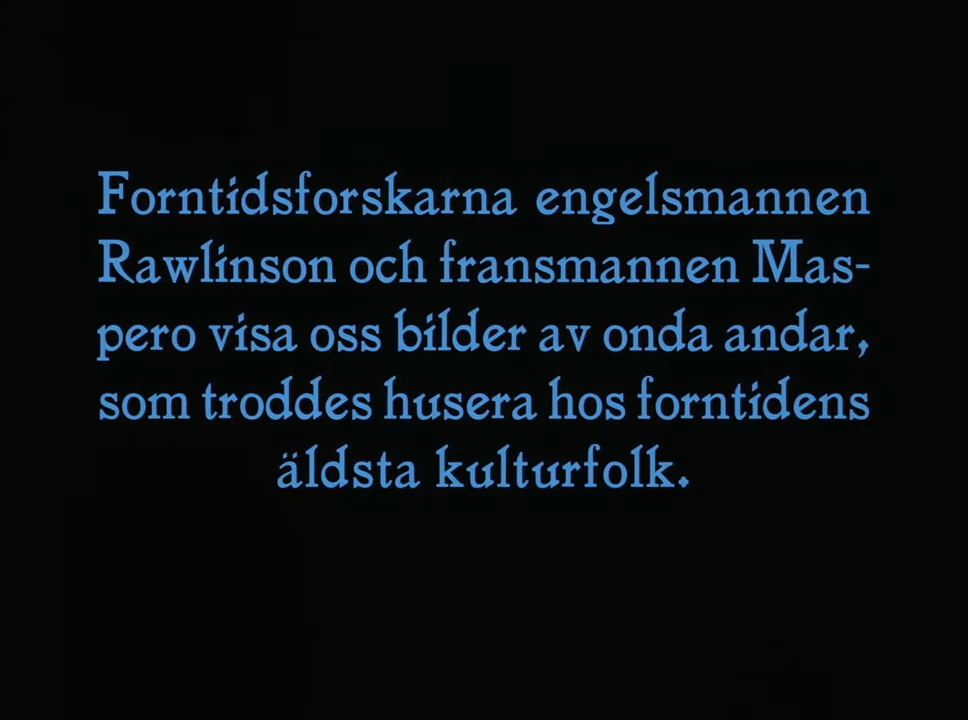 Forntidsforskarna engelsmannen
Rawlinson och fransmannen Mas-
pero visa oss bilder av onda andar,
som troddes husera hos forntidens
äldsta kulturfolk.